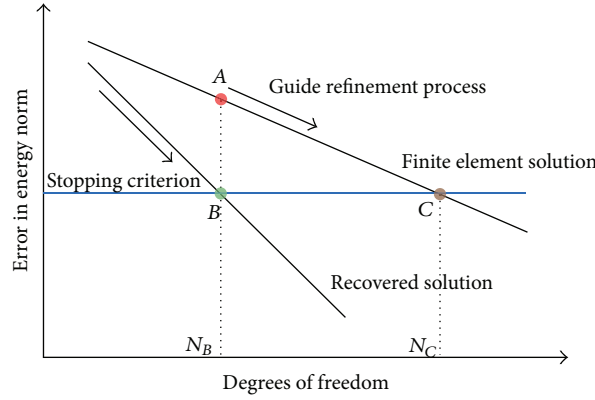 Error in energy norm
A
Guide refinement process
Finite element solution
Stopping criterion
B
C
Recovered solution
N_B
N_C
Degrees of freedom